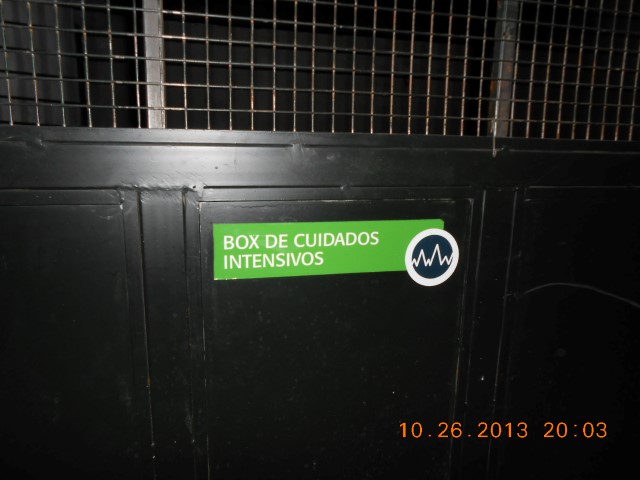 BOX DE CUIDADOS
INTENSIVOS
10.26.2013 20:03